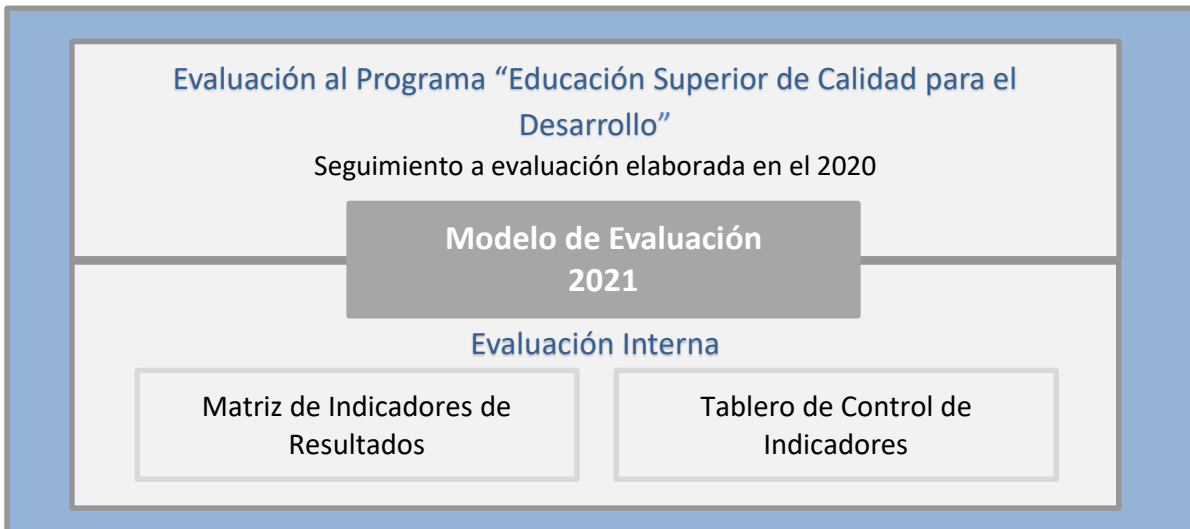 Evaluación al Programa “Educación Superior de Calidad para el
Desarrollo”
Seguimiento a evaluación elaborada en el 2020
Modelo de Evaluación
2021
Evaluación Interna
Matriz de Indicadores de
Resultados
Tablero de Control de
Indicadores